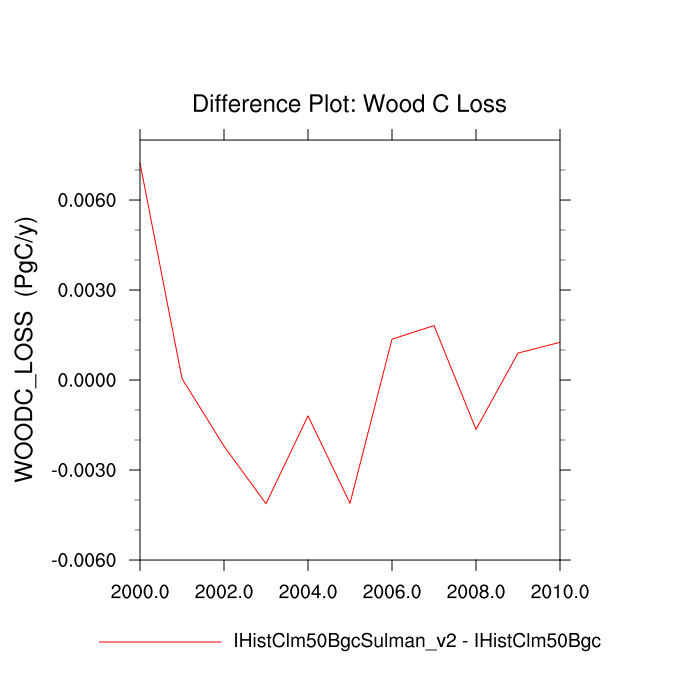 Difference Plot: Wood C Loss
WOODC_LOSS (PgC/y)
0.0060
0.0030
0.0000
-0.0030
-0.0060
2000.0 2002.0 2004.0 2006.0 2008.0 2010.0
IHistClm50BgcSulman_v2 - IHistClm50Bgc